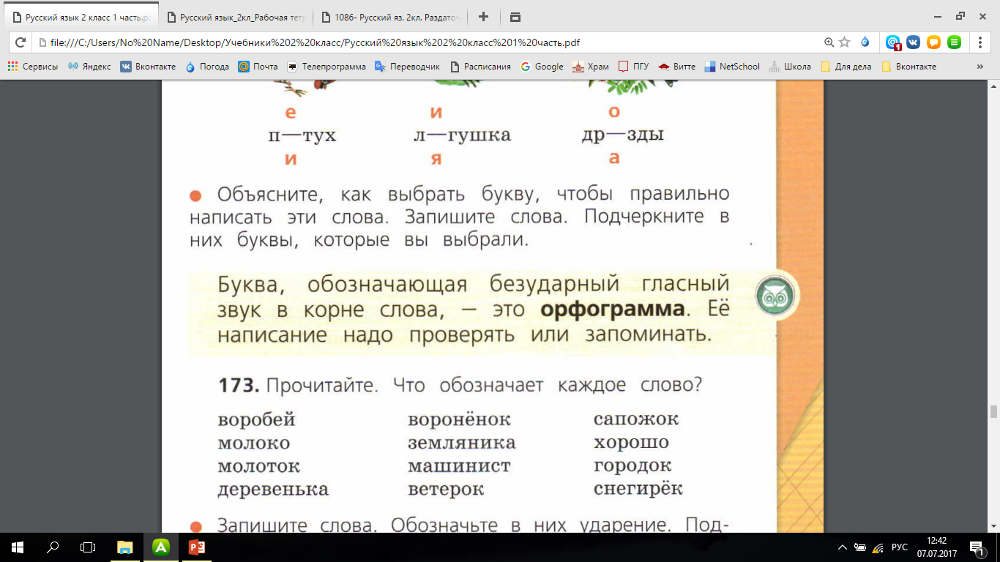 Русский язык 2 класс 1 часть.pd
Русский язык_2кл_Рабочая тетр
1086- Русский яз. 2кл. Раздаточ
file:///C:/Users/No%20Name/Desktop/Учебники%202%20класс/Русский%20язык%202%20класс%201%20часть.pdf
1
Сервисы Яндекс Вконтакте Погода Почта Телепрограмма Переводчик Расписания Google Храм ПГУ Витте NetSchool Школа Для дела Вконтакте »
е и о
п—тух л—гушка др—зды
и я а
Объясните, как выбрать букву, чтобы правильно
написать эти слова. Запишите слова. Подчеркните в
них буквы, которые вы выбрали.
Буква, обозначающая безударный гласный
звук в корне слова, — это орфограмма. Её
написание надо проверять или запоминать.
173. Прочитайте. Что обозначает каждое слово?
воробей воронёнок сапожок
молоко земляника хорошо
молоток машинист городок
деревенька ветерок снегирёк
Запишите слова. Обозначьте в них ударение. Под-
РУС
12:42
07.07.2017
1